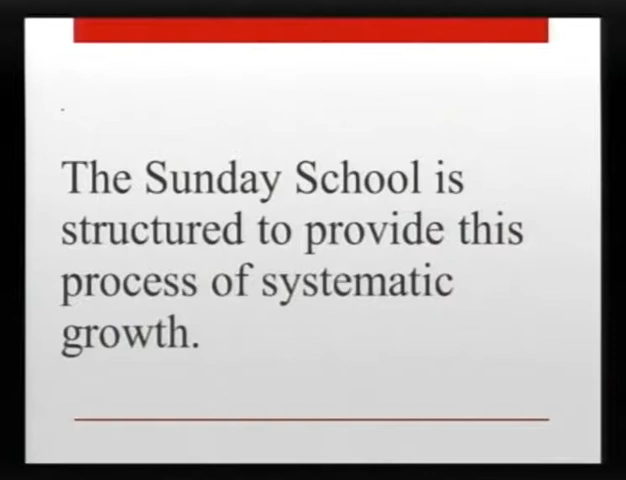 The Sunday School is
structured to provide this
process of systematic
growth.